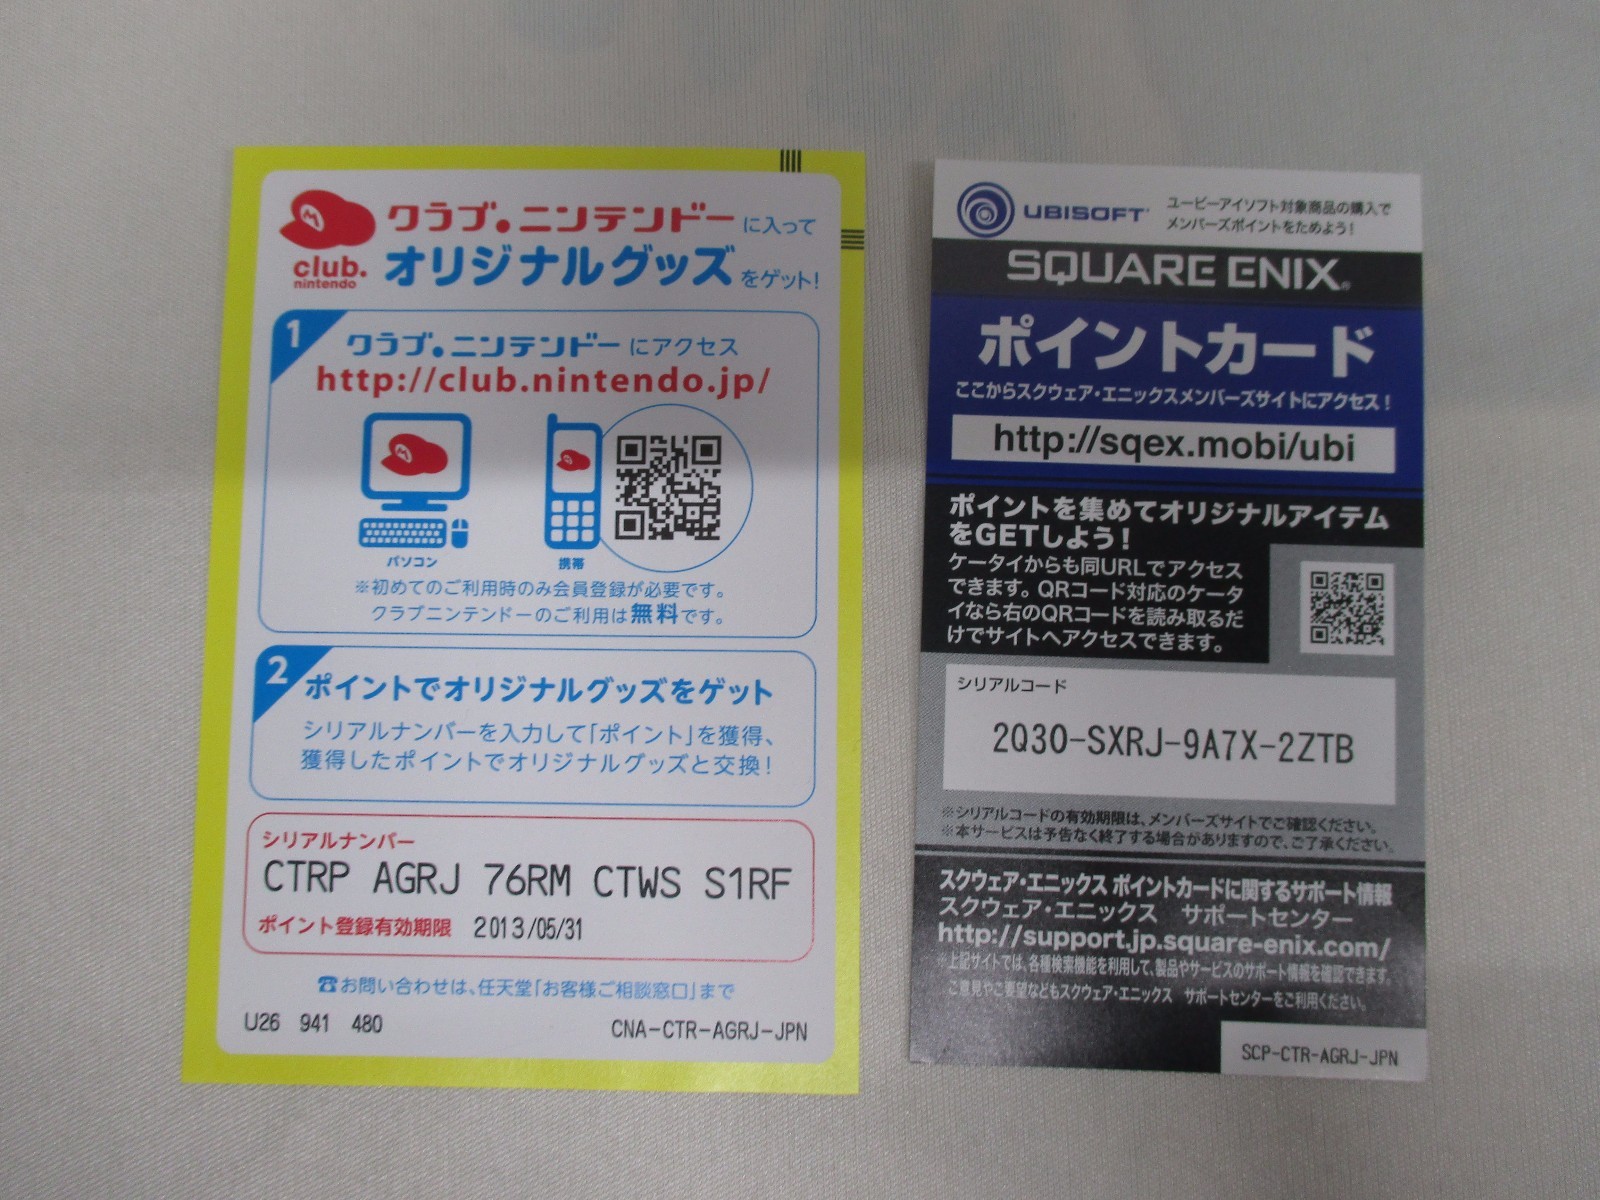 クラブ・ニンテンドーに入って
club.
nintendo
オリジナルグッズをゲット!
1
クラブ・ニンテンドーにアクセス
http://club.nintendo.jp/
パソコン
携帯
※初めてのご利用時のみ会員登録が必要です。
クラブニンテンドーのご利用は無料です。
2
ポイントでオリジナルグッズをゲット
シリアルナンバーを入力して「ポイント」を獲得、
獲得したポイントでオリジナルグッズと交換!
シリアルナンバー
CTRP AGRJ 76RM CTWS S1RF
ポイント登録有効期限 2013/05/31
☎お問い合わせは、任天堂「お客様ご相談窓口」まで
U26 941 480
CNA-CTR-AGRJ-JPN
UBISOFT
ユービーアイソフト対象商品の購入で
メンバーズポイントをためよう!
SQUARE ENIX®
ポイントカード
ここからスクウェア・エニックスメンバーズサイトにアクセス!
http://sqex.mobi/ubi
ポイントを集めてオリジナルアイテム
をGETしよう!
ケータイからも同URLでアクセス
できます。QRコード対応のケータ
イなら右のQRコードを読み取るだ
けでサイトへアクセスできます。
シリアルコード
2Q30-SXRJ-9A7X-2ZTB
※シリアルコードの有効期限は、メンバーズサイトでご確認ください。
※本サービスは予告なく終了する場合がありますので、ご了承ください。
スクウェア・エニックス ポイントカードに関するサポート情報
スクウェア・エニックス サポートセンター
http://support.jp.square-enix.com/
※上記サイトでは、各種検索機能を利用して、製品やサービスのサポート情報を確認できます。
ご意見やご要望などもスクウェア・エニックス サポートセンターをご利用ください。
SCP-CTR-AGRJ-JPN